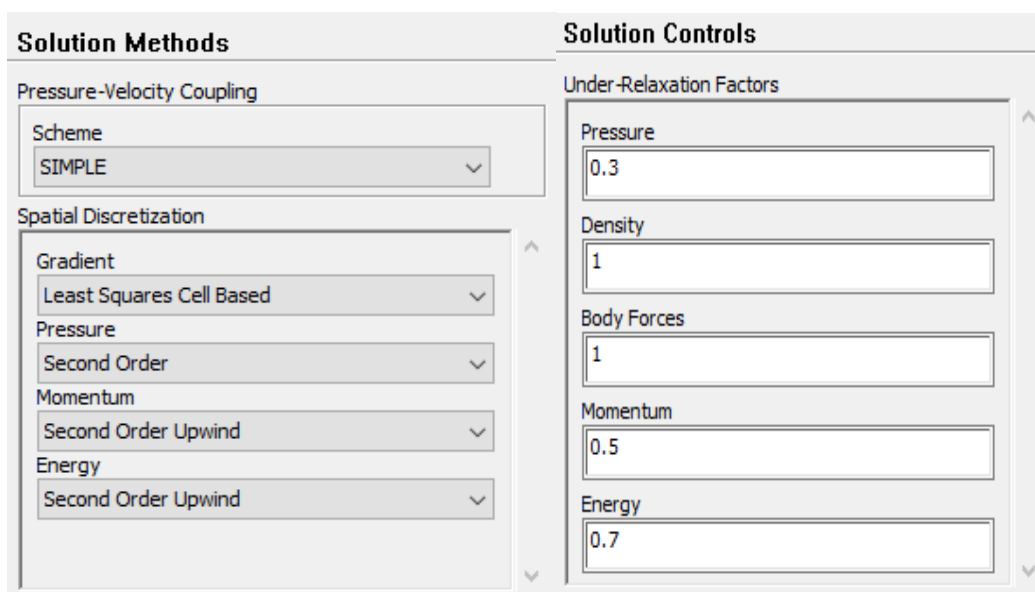 Solution Methods
Pressure-Velocity Coupling
Scheme
SIMPLE
Spatial Discretization
Gradient
Least Squares Cell Based
Pressure
Second Order
Momentum
Second Order Upwind
Energy
Second Order Upwind
Solution Controls
Under-Relaxation Factors
Pressure
0.3
Density
1
Body Forces
1
Momentum
0.5
Energy
0.7